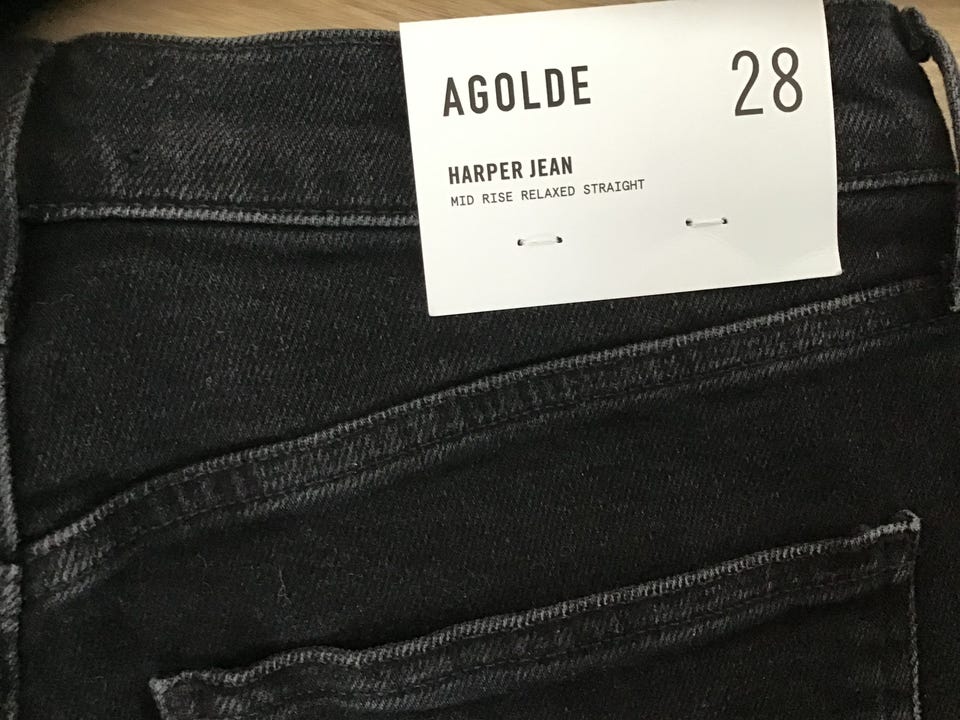 AGOLDE 28
HARPER JEAN
MID RISE RELAXED STRAIGHT